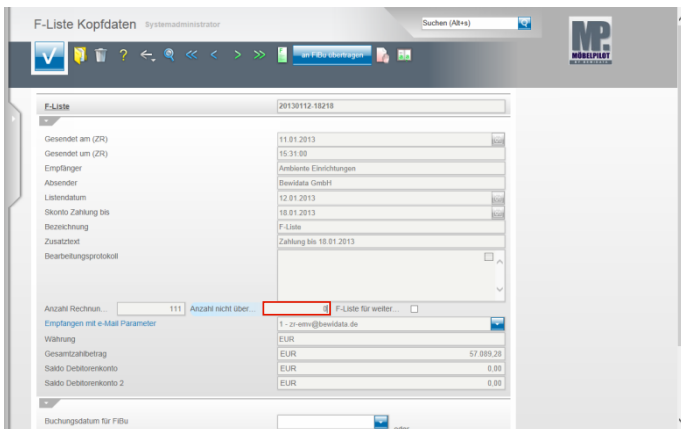 F-Liste Kopfdaten Systemadministrator
Suchen (Alt+s)
MP.
MÖBELPILOT
BY BEWIDATA
an FiBu übertragen
F-Liste 20130112-18218
Gesendet am (ZR) 11.01.2013
Gesendet um (ZR) 15:31:00
Empfänger Ambiente Einrichtungen
Absender Bewidata GmbH
Listendatum 12.01.2013
Skonto Zahlung bis 18.01.2013
Bezeichnung F-Liste
Zusatztext Zahlung bis 18.01.2013
Bearbeitungsprotokoll
Anzahl Rechnun... 111 Anzahl nicht über... 0 F-Liste für weiter...
Empfangen mit e-Mail Parameter 1 - zr-emv@bewidata.de
Währung EUR
Gesamtzahlbetrag EUR 57.089,28
Saldo Debitorenkonto EUR 0,00
Saldo Debitorenkonto 2 EUR 0,00
Buchungsdatum für FiBu oder